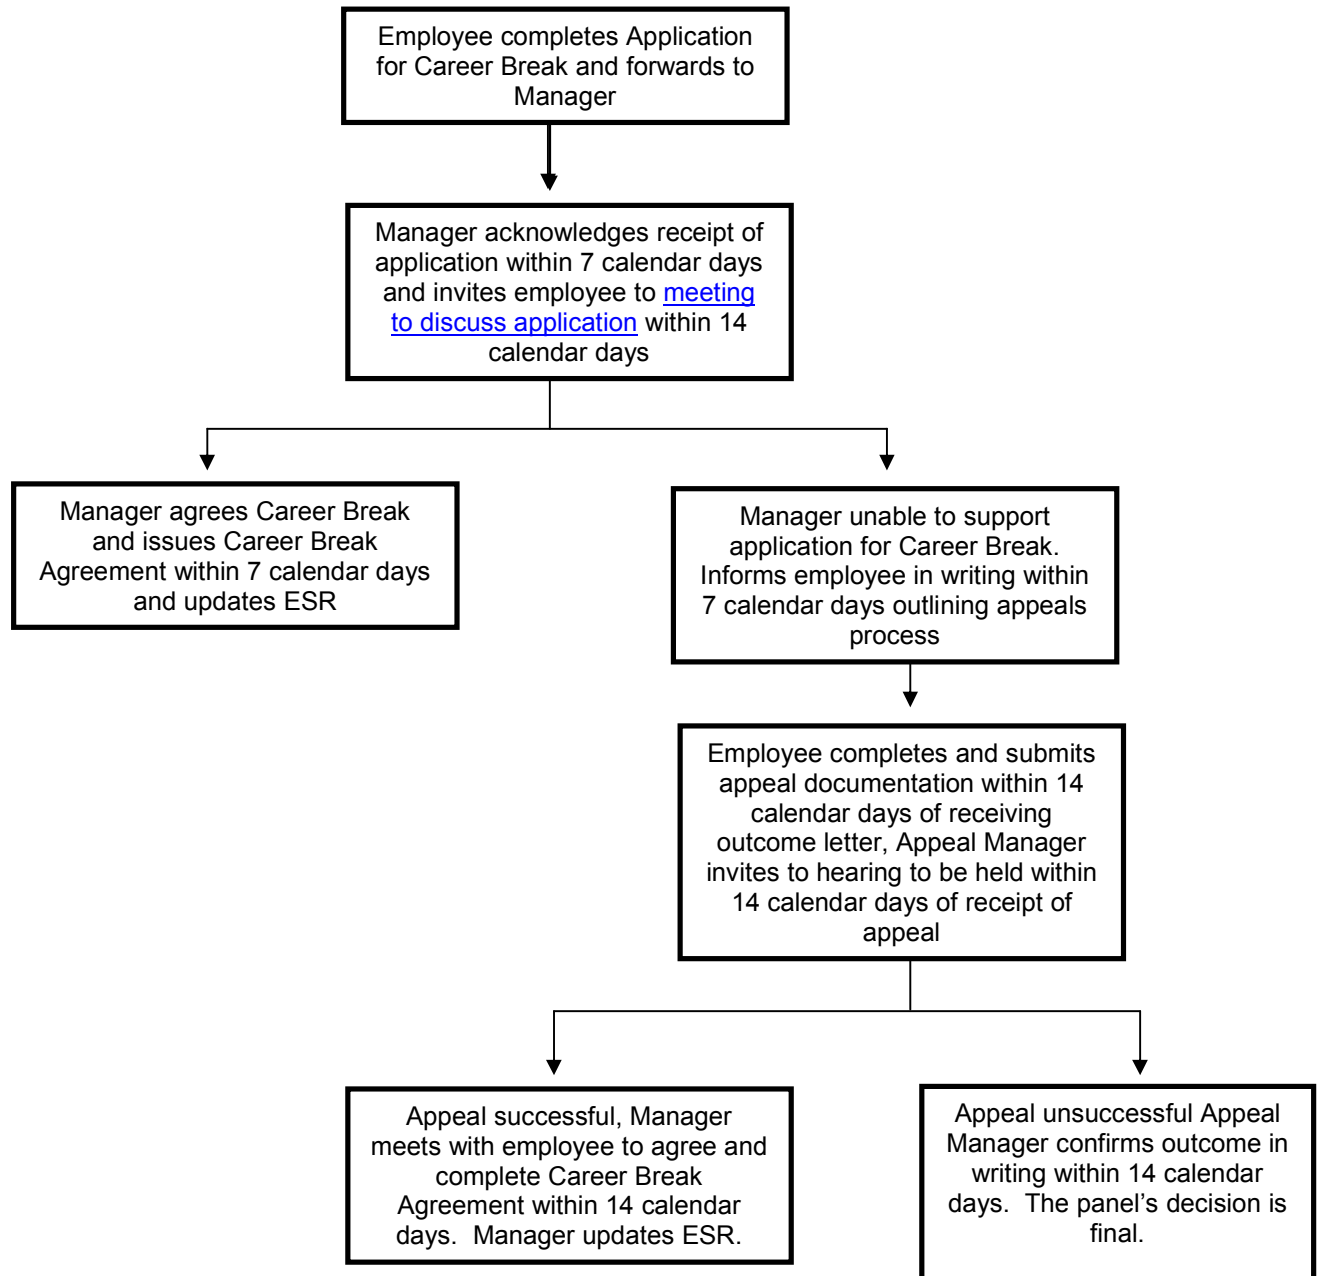 Employee completes Application
for Career Break and forwards to
Manager
Manager acknowledges receipt of
application within 7 calendar days
and invites employee to meeting
to discuss application within 14
calendar days
Manager agrees Career Break
and issues Career Break
Agreement within 7 calendar days
and updates ESR
Manager unable to support
application for Career Break.
Informs employee in writing within
7 calendar days outlining appeals
process
Employee completes and submits
appeal documentation within 14
calendar days of receiving
outcome letter, Appeal Manager
invites to hearing to be held within
14 calendar days of receipt of
appeal
Appeal successful, Manager
meets with employee to agree and
complete Career Break
Agreement within 14 calendar
days.  Manager updates ESR.
Appeal unsuccessful Appeal
Manager confirms outcome in
writing within 14 calendar
days.  The panel’s decision is
final.